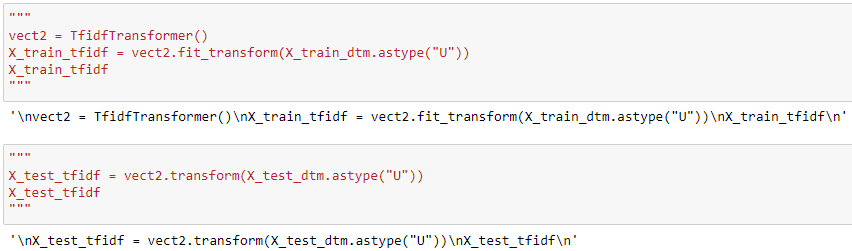 """
vect2 = TfidfTransformer()
X_train_tfidf = vect2.fit_transform(X_train_dtm.astype("U"))
X_train_tfidf
"""
'\nvect2 = TfidfTransformer()\nX_train_tfidf = vect2.fit_transform(X_train_dtm.astype("U"))\nX_train_tfidf\n'
"""
X_test_tfidf = vect2.transform(X_test_dtm.astype("U"))
X_test_tfidf
"""
'\nX_test_tfidf = vect2.transform(X_test_dtm.astype("U"))\nX_test_tfidf\n'